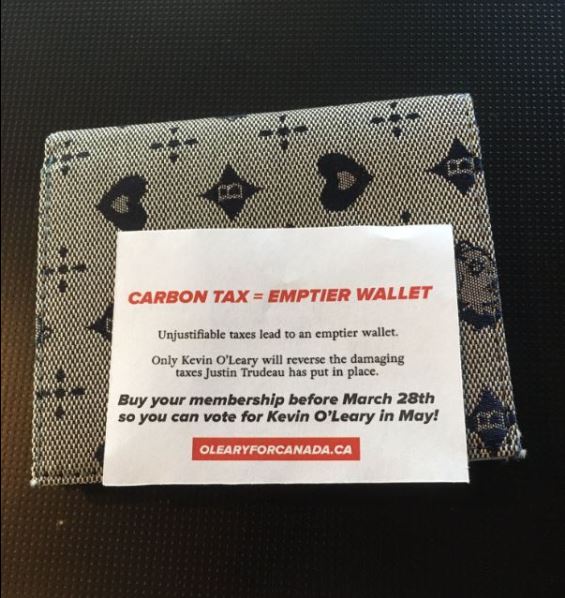 CARBON TAX = EMPTIER WALLET
Unjustifiable taxes lead to an emptier wallet.
Only Kevin O'Leary will reverse the damaging
taxes Justin Trudeau has put in place.
Buy your membership before March 28th
so you can vote for Kevin O'Leary in May!
OLEARYFORCANADA.CA